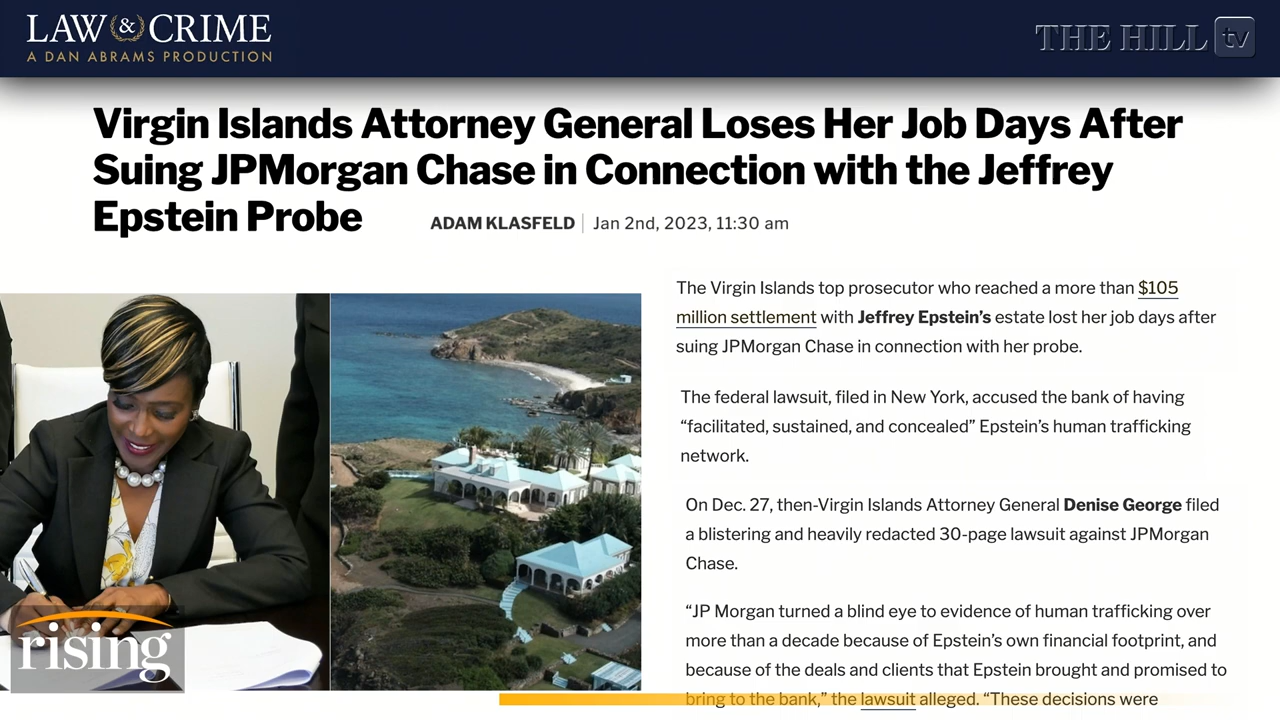 LAW & CRIME
A DAN ABRAMS PRODUCTION
THE HILL tv
Virgin Islands Attorney General Loses Her Job Days After
Suing JPMorgan Chase in Connection with the Jeffrey
Epstein Probe
ADAM KLASFELD | Jan 2nd, 2023, 11:30 am
The Virgin Islands top prosecutor who reached a more than $105
million settlement with Jeffrey Epstein’s estate lost her job days after
suing JPMorgan Chase in connection with her probe.
The federal lawsuit, filed in New York, accused the bank of having
“facilitated, sustained, and concealed” Epstein’s human trafficking
network.
On Dec. 27, then-Virgin Islands Attorney General Denise George filed
a blistering and heavily redacted 30-page lawsuit against JPMorgan
Chase.
“JP Morgan turned a blind eye to evidence of human trafficking over
more than a decade because of Epstein’s own financial footprint, and
because of the deals and clients that Epstein brought and promised to
bring to the bank,” the lawsuit alleged. “These decisions were
rising